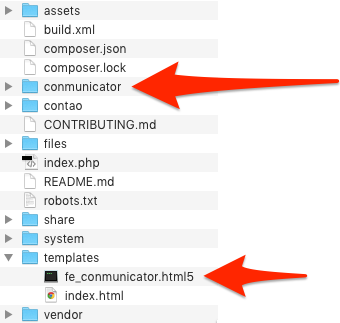 assets
build.xml
composer.json
composer.lock
conmunicator
contao
CONTRIBUTING.md
files
index.php
README.md
robots.txt
share
system
templates
fe_conmunicator.html5
index.html
vendor